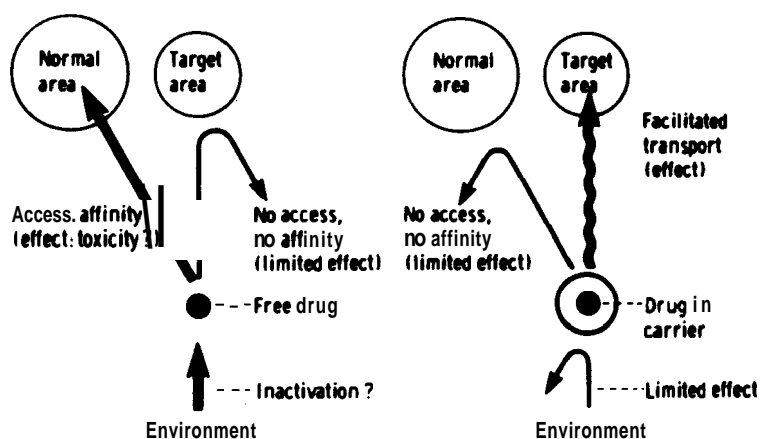 Normal
area
Target
area
Access. affinity
(effect: toxicity?)
No access,
no affinity
(limited effect)
Free drug
Inactivation ?
Environment
Normal
area
Target
area
Facilitated
transport
(effect)
No access,
no affinity
(limited effect)
Drug in
carrier
Limited effect
Environment